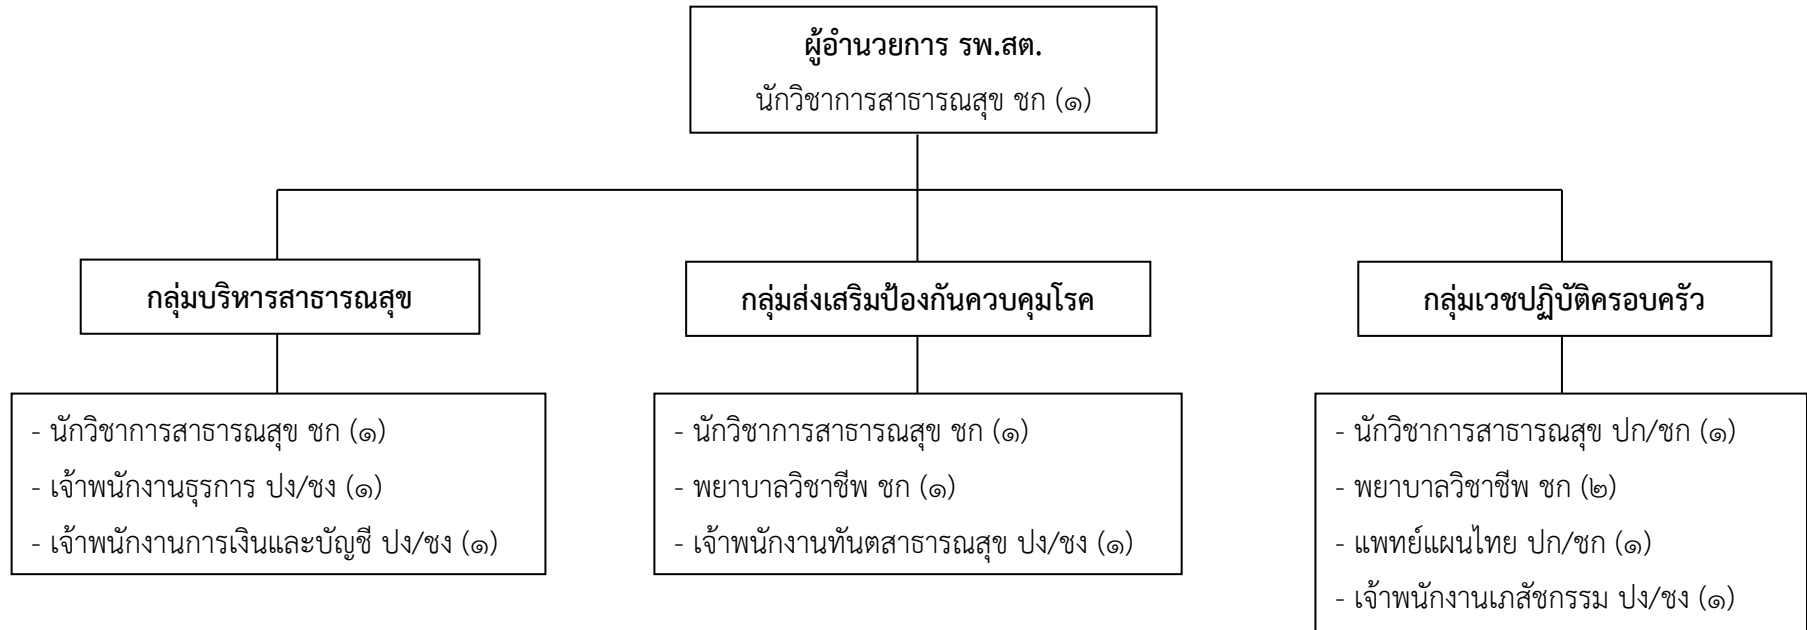 ผู้อำนวยการ รพ.สต.
นักวิชาการสาธารณสุข ชก (๑)
กลุ่มบริหารสาธารณสุข
- นักวิชาการสาธารณสุข ชก (๑)
- เจ้าพนักงานธุรการ ปง/ชง (๑)
- เจ้าพนักงานการเงินและบัญชี ปง/ชง (๑)
กลุ่มส่งเสริมป้องกันควบคุมโรค
- นักวิชาการสาธารณสุข ชก (๑)
- พยาบาลวิชาชีพ ชก (๑)
- เจ้าพนักงานทันตสาธารณสุข ปง/ชง (๑)
กลุ่มเวชปฏิบัติครอบครัว
- นักวิชาการสาธารณสุข ปก/ชก (๑)
- พยาบาลวิชาชีพ ชก (๒)
- แพทย์แผนไทย ปก/ชก (๑)
- เจ้าพนักงานเภสัชกรรม ปง/ชง (๑)